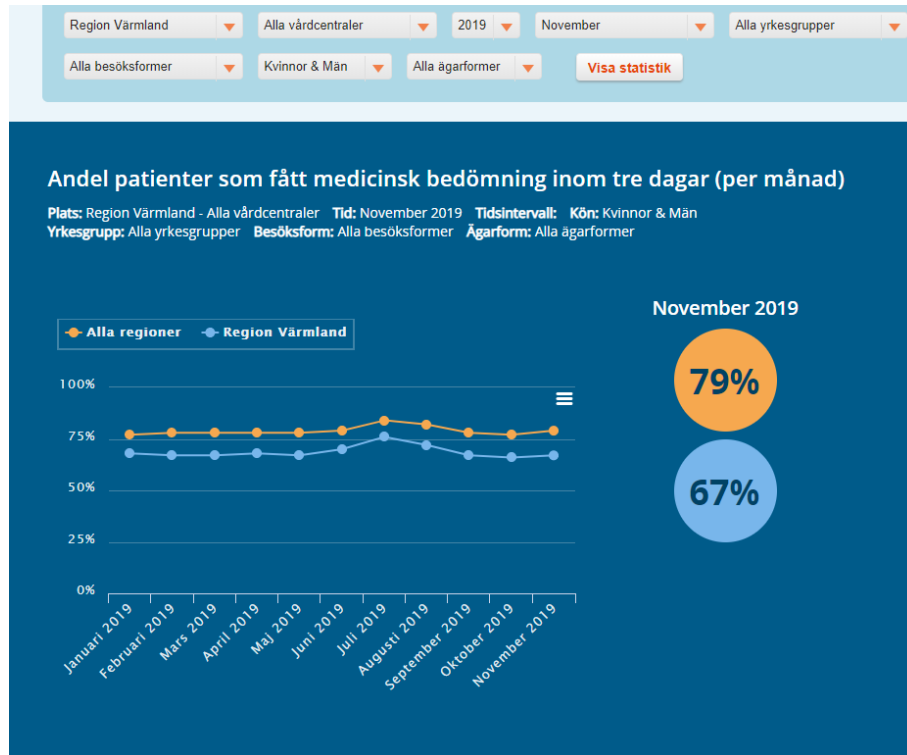 Region Värmland Alla vårdcentraler 2019 November Alla yrkesgrupper
Alla besöksformer Kvinnor & Män Alla ägarformer Visa statistik
Andel patienter som fått medicinsk bedömning inom tre dagar (per månad)
Plats: Region Värmland - Alla vårdcentraler Tid: November 2019 Tidsintervall: Kön: Kvinnor & Män
Yrkesgrupp: Alla yrkesgrupper Besöksform: Alla besöksformer Ägarform: Alla ägarformer
Alla regioner Region Värmland
100%
75%
50%
25%
0%
Januari 2019
Februari 2019
Mars 2019
April 2019
Maj 2019
Juni 2019
Juli 2019
Augusti 2019
September 2019
Oktober 2019
November 2019
November 2019
79%
67%